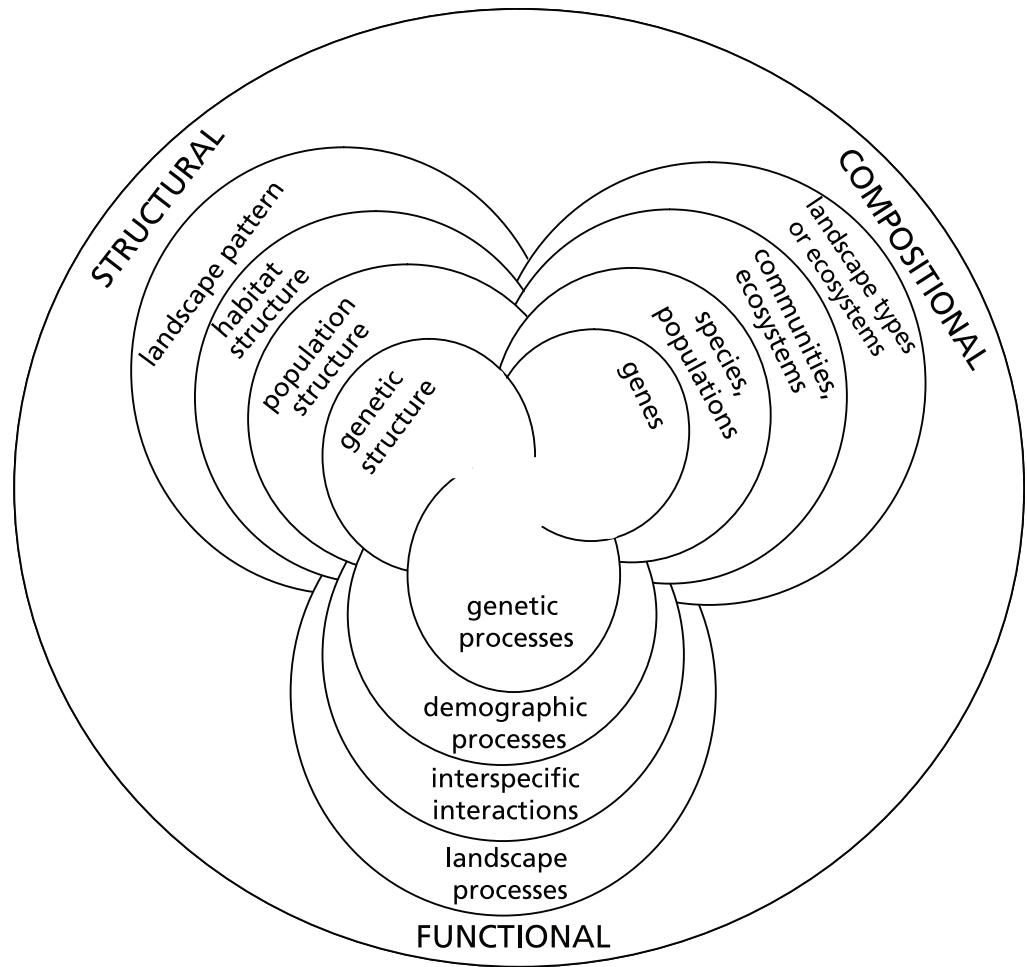 STRUCTURAL
landscape pattern
habitat
structure
population
structure
genetic
structure
COMPOSITIONAL
landscape types
or ecosystems
communities,
ecosystems
species,
populations
genes
genetic
processes
demographic
processes
interspecific
interactions
landscape
processes
FUNCTIONAL